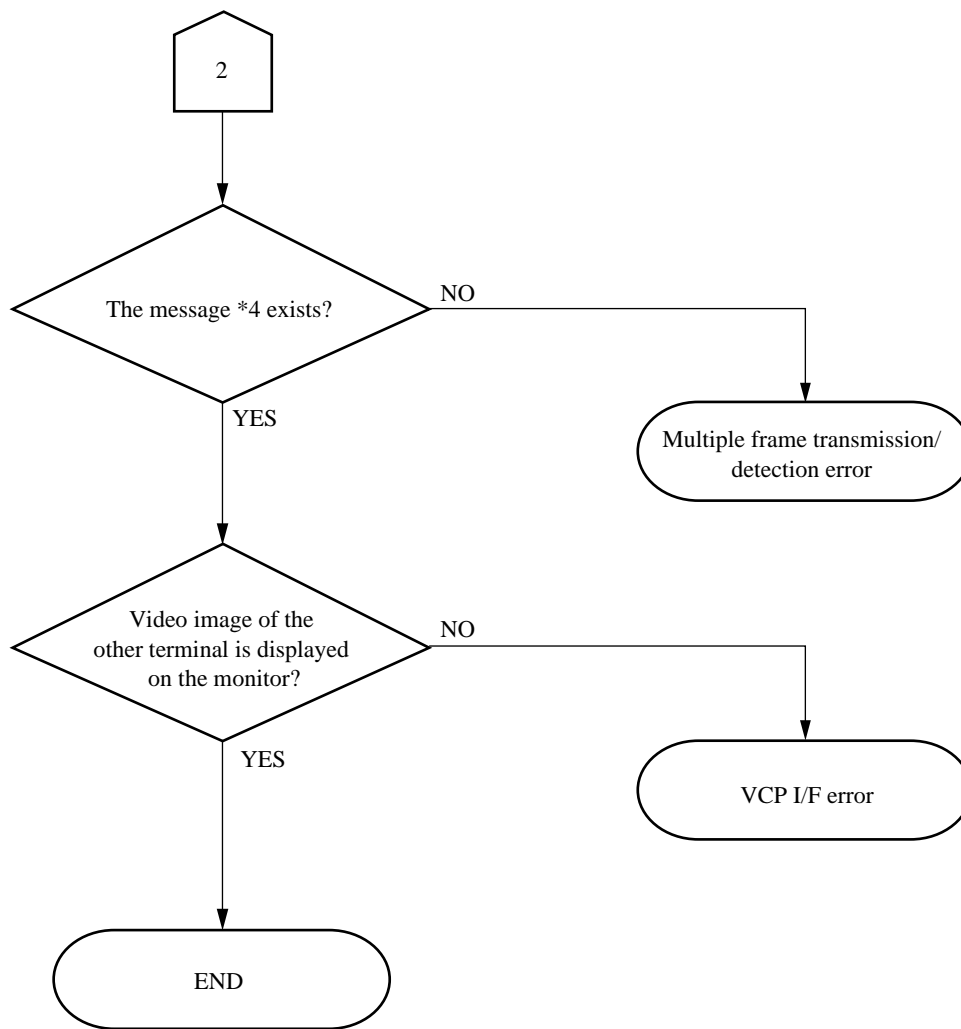 2
The message *4 exists?
NO
YES
Multiple frame transmission/
detection error
Video image of the
other terminal is displayed
on the monitor?
NO
YES
VCP I/F error
END